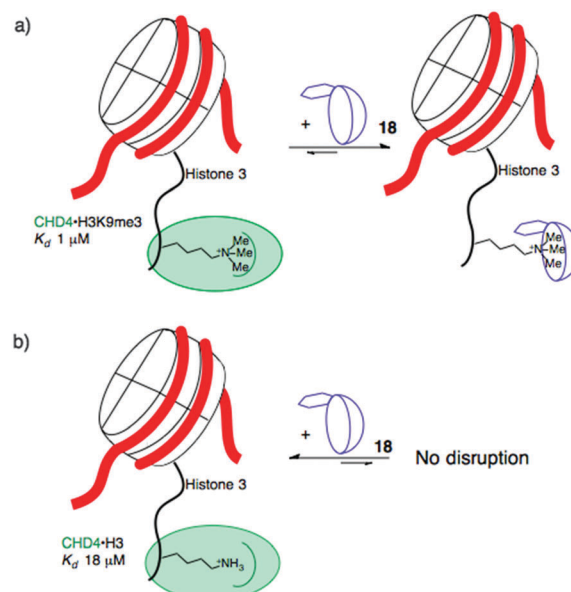 a)
+ 18
Histone 3
Histone 3
CHD4•H3K9me3
Kd 1 µM
Me
+N-Me
Me
Me
+N-Me
Me
b)
+ 18
No disruption
Histone 3
CHD4•H3
Kd 18 µM
+NH3